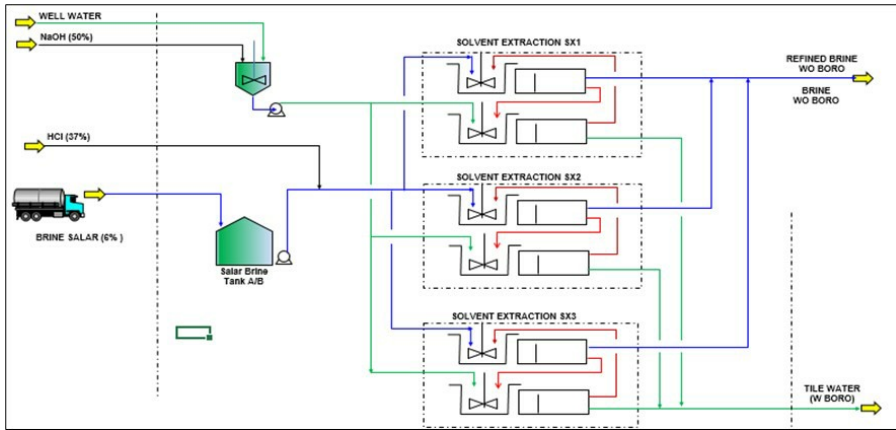 WELL WATER
NaOH (50%)
SOLVENT EXTRACTION SX1
REFINED BRINE
WO BORO
BRINE
WO BORO
HCl (37%)
SOLVENT EXTRACTION SX2
BRINE SALAR (6% )
Salar Brine
Tank A/B
SOLVENT EXTRACTION SX3
TILE WATER
(W BORO)